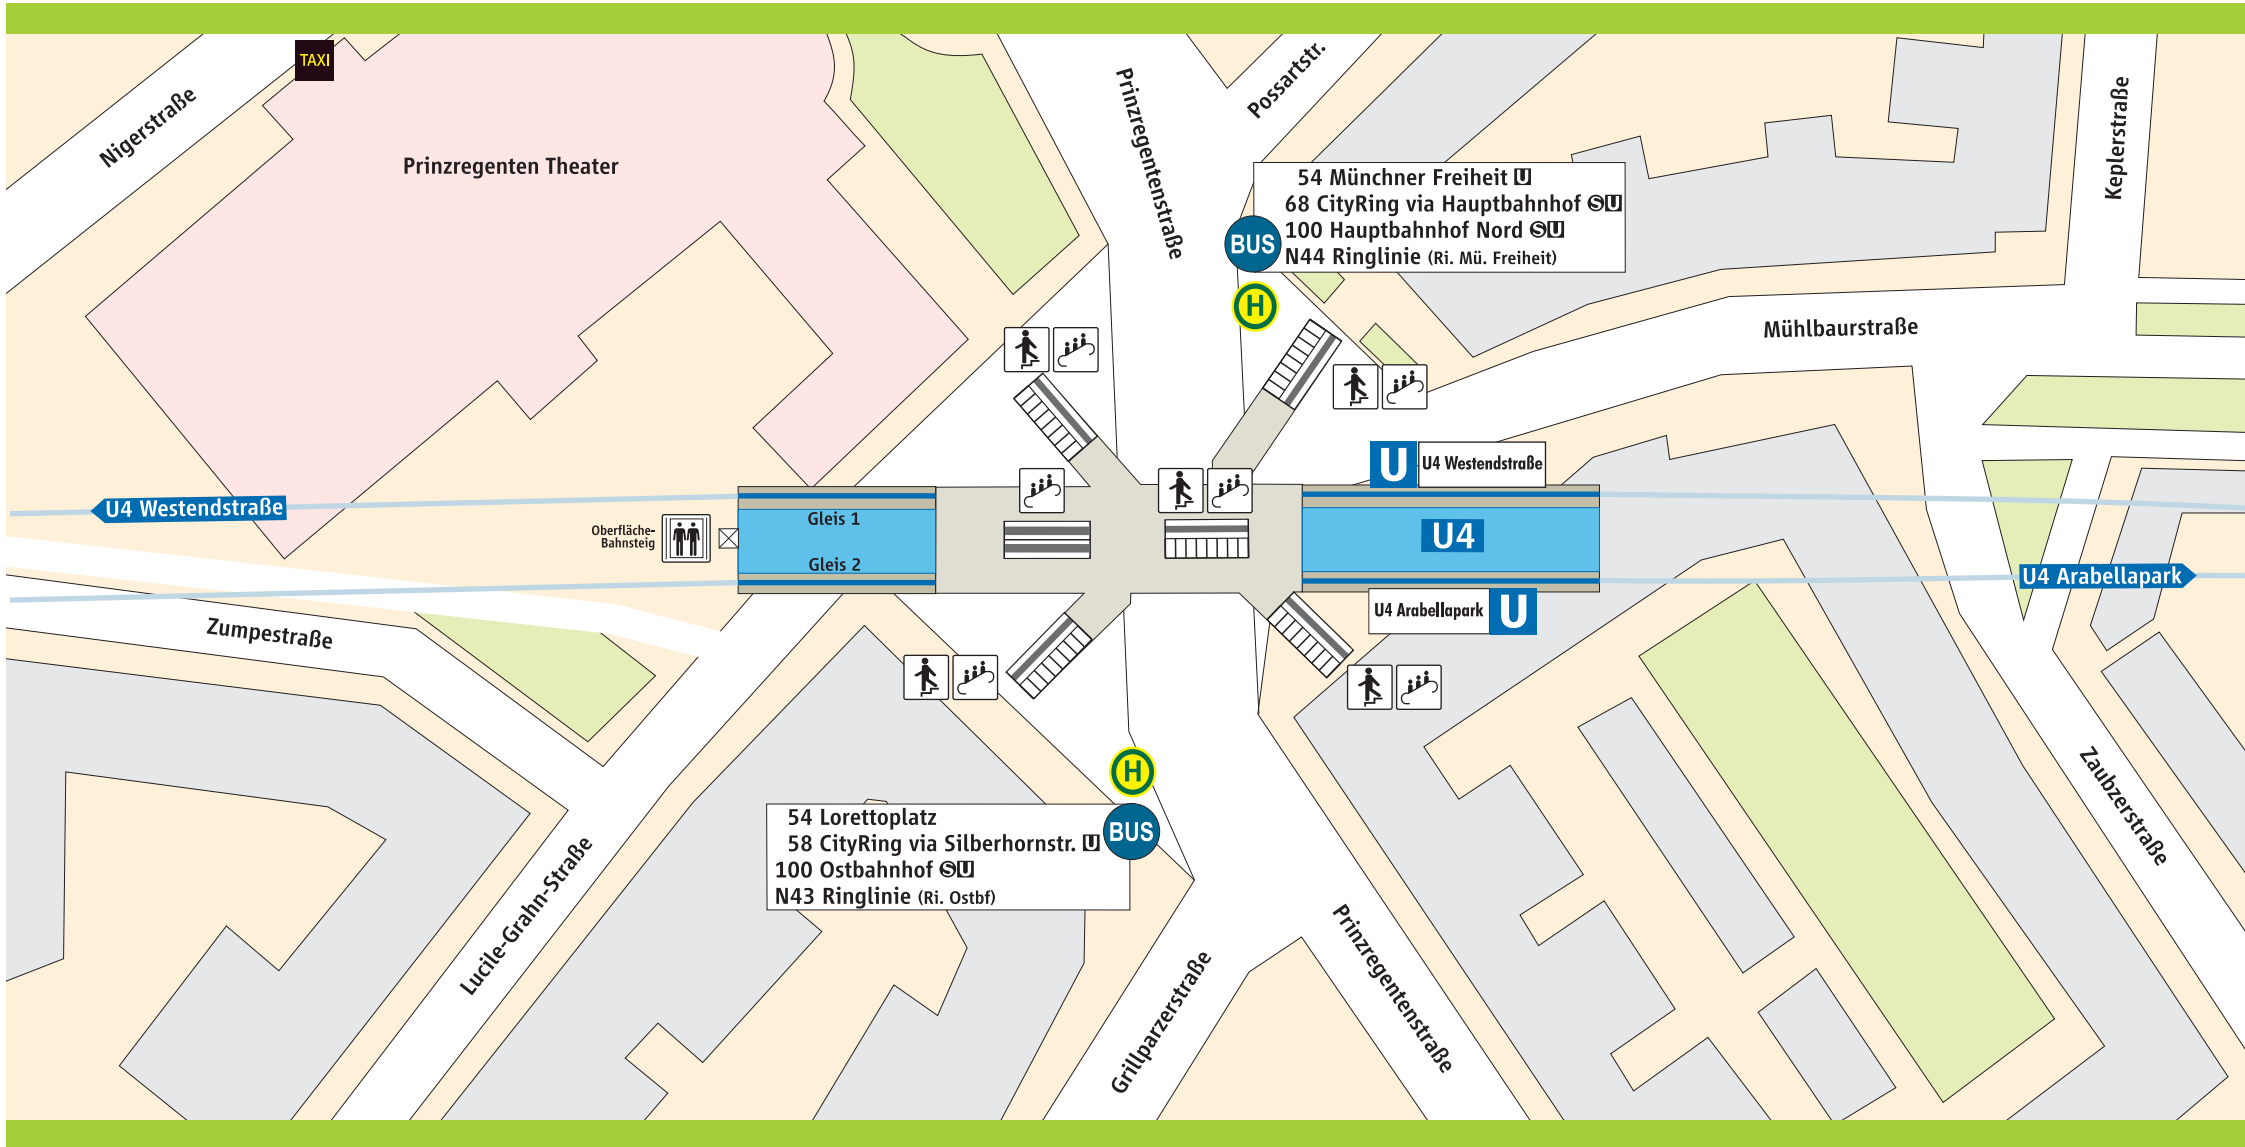 TAXI
Nigerstraße
Prinzregenten Theater
Prinzregentenstraße
Possartstr.
Keplerstraße
54 Münchner Freiheit U
68 CityRing via Hauptbahnhof S U
100 Hauptbahnhof Nord S U
N44 Ringlinie (Ri. Mü. Freiheit)
BUS
H
Mühlbaurstraße
U U4 Westendstraße
U4 Westendstraße
Gleis 1
Oberfläche-
Bahnsteig
U4
Gleis 2
U4 Arabellapark
U4 Arabellapark U
Zumpestraße
H
54 Lorettoplatz
58 CityRing via Silberhornstr. U
100 Ostbahnhof S U
N43 Ringlinie (Ri. Ostbf)
BUS
Zaubzerstraße
Lucile-Grahn-Straße
Grillparzerstraße
Prinzregentenstraße